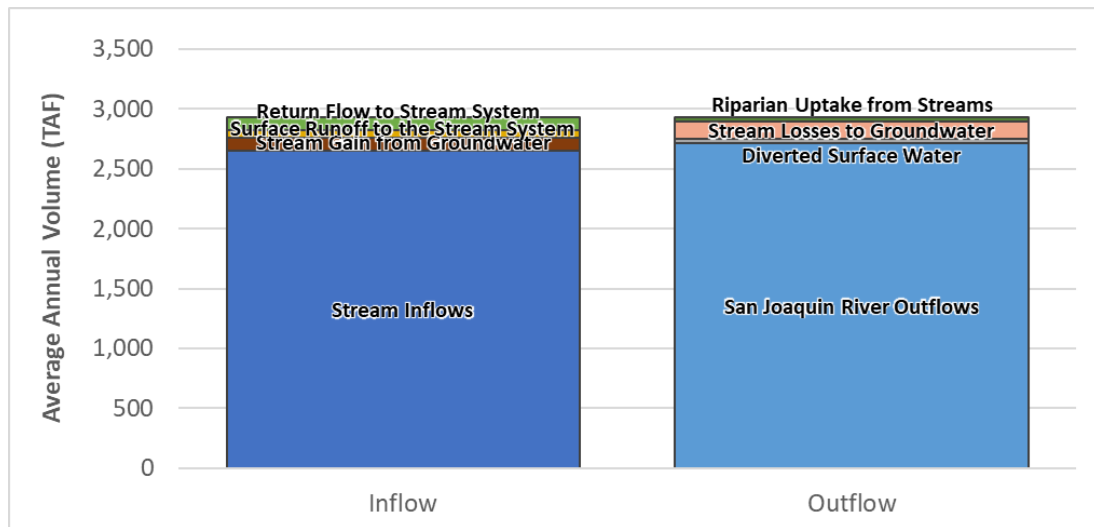 Average Annual Volume (TAF)
3,500
3,000
2,500
2,000
1,500
1,000
500
0
Return Flow to Stream System
Surface Runoff to the Stream System
Stream Gain from Groundwater
Stream Inflows
Riparian Uptake from Streams
Stream Losses to Groundwater
Diverted Surface Water
San Joaquin River Outflows
Inflow
Outflow